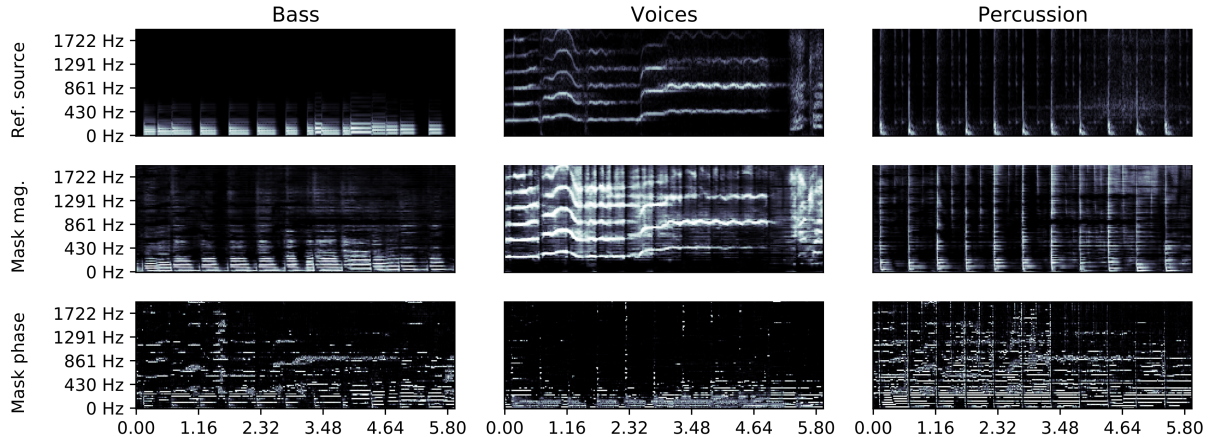 Bass Voices Percussion
Ref. source
1722 Hz
1291 Hz
861 Hz
430 Hz
0 Hz
Mask mag.
1722 Hz
1291 Hz
861 Hz
430 Hz
0 Hz
Mask phase
1722 Hz
1291 Hz
861 Hz
430 Hz
0 Hz
0.00 1.16 2.32 3.48 4.64 5.80 0.00 1.16 2.32 3.48 4.64 5.80 0.00 1.16 2.32 3.48 4.64 5.80